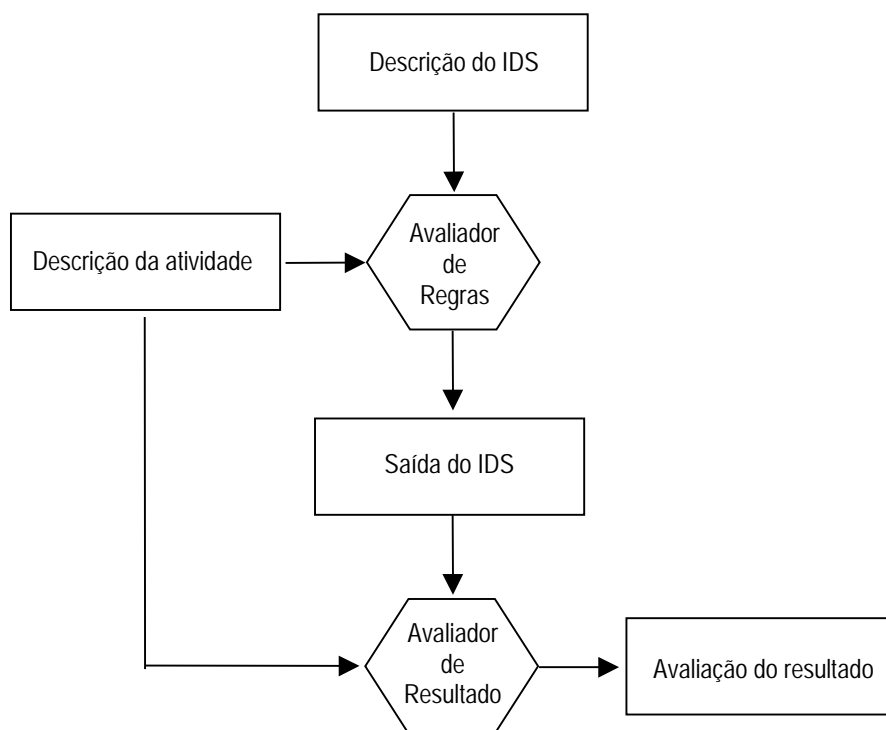 Descrição do IDS
Avaliador
de
Regras
Descrição da atividade
Saída do IDS
Avaliador
de
Resultado
Avaliação do resultado